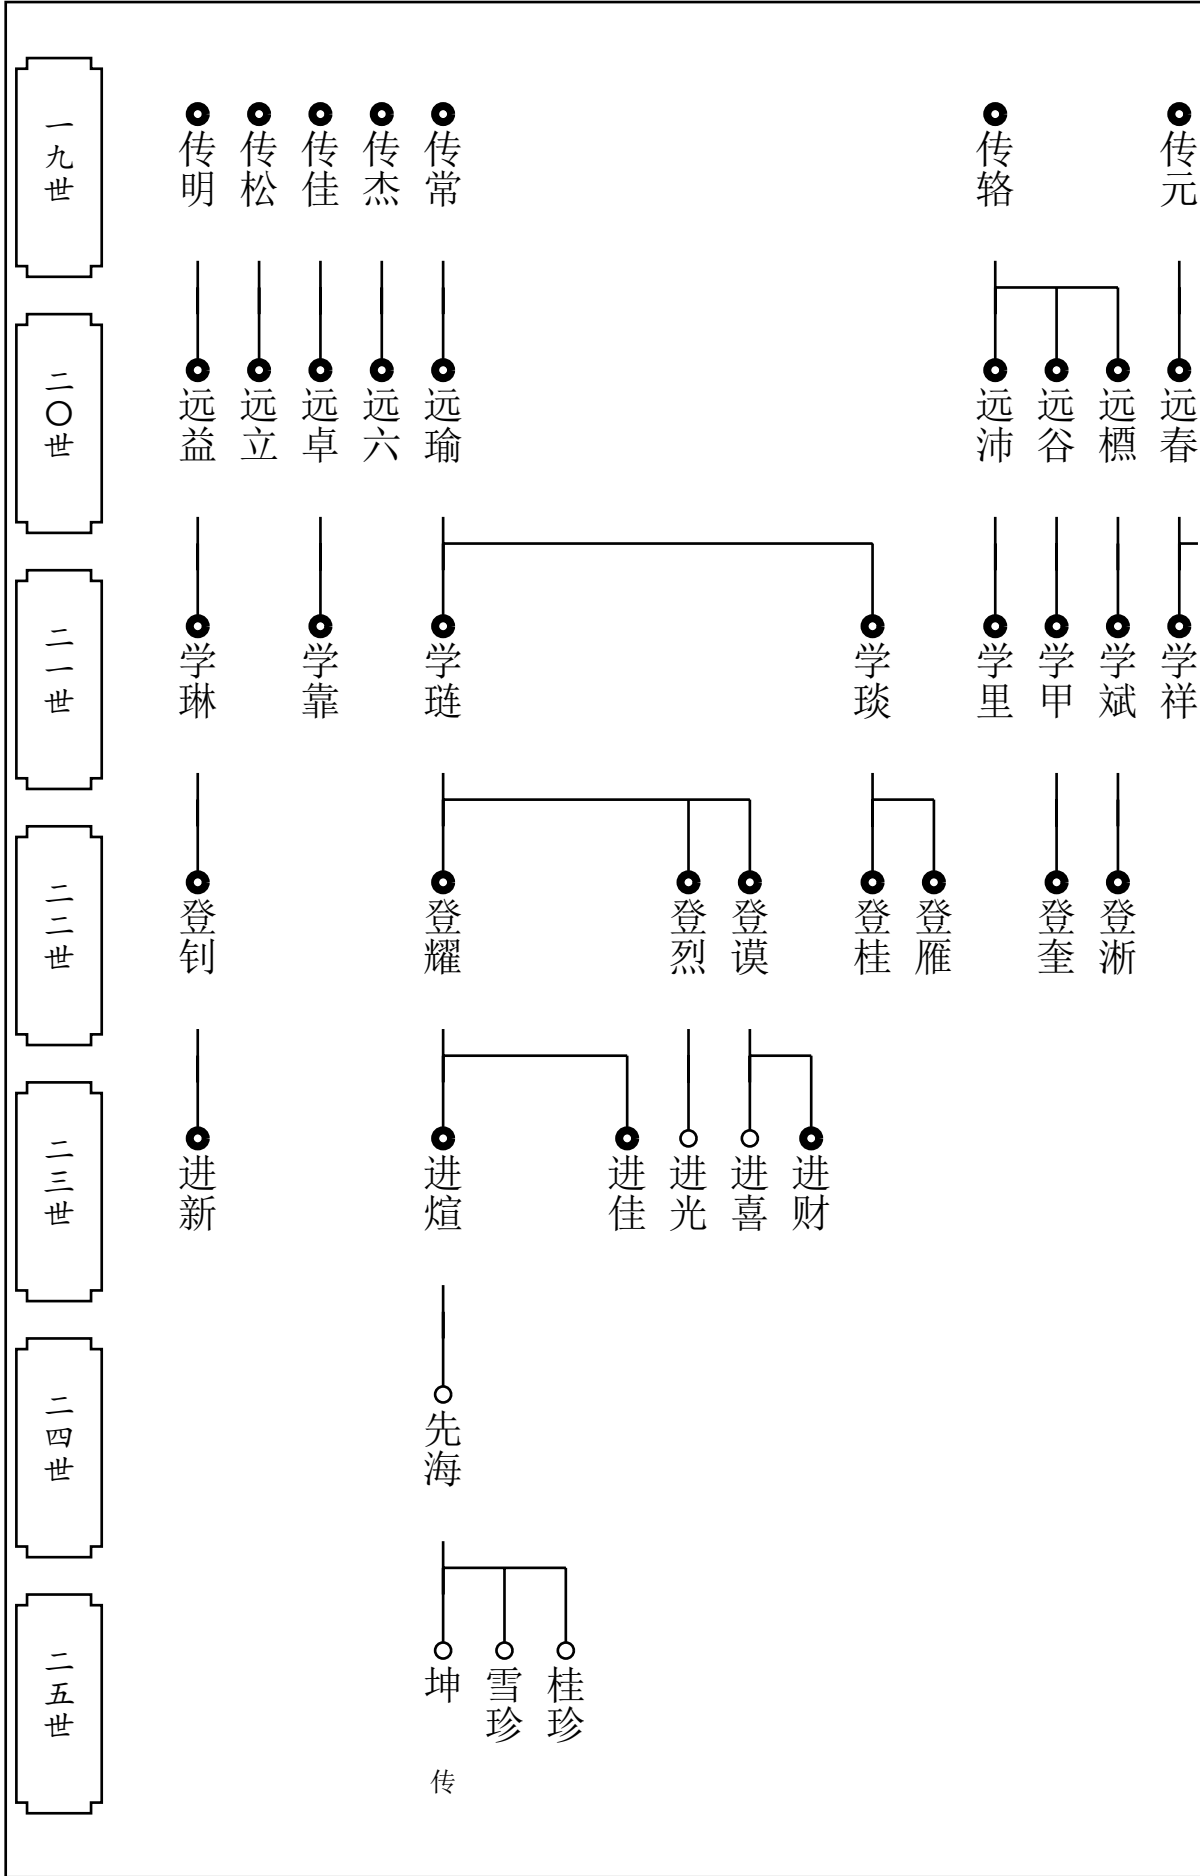 一九世
传明
传松
传佳
传杰
传常
传辂
传元
二〇世
远益
远立
远卓
远六
远瑜
远沛
远谷
远槱
远春
二一世
学琳
学靠
学琏
学琰
学里
学甲
学斌
学祥
二二世
登钊
登耀
登烈
登谟
登桂
登雁
登奎
登淅
二三世
进新
进煊
进佳
进光
进喜
进财
二四世
先海
二五世
坤
雪珍
桂珍
传